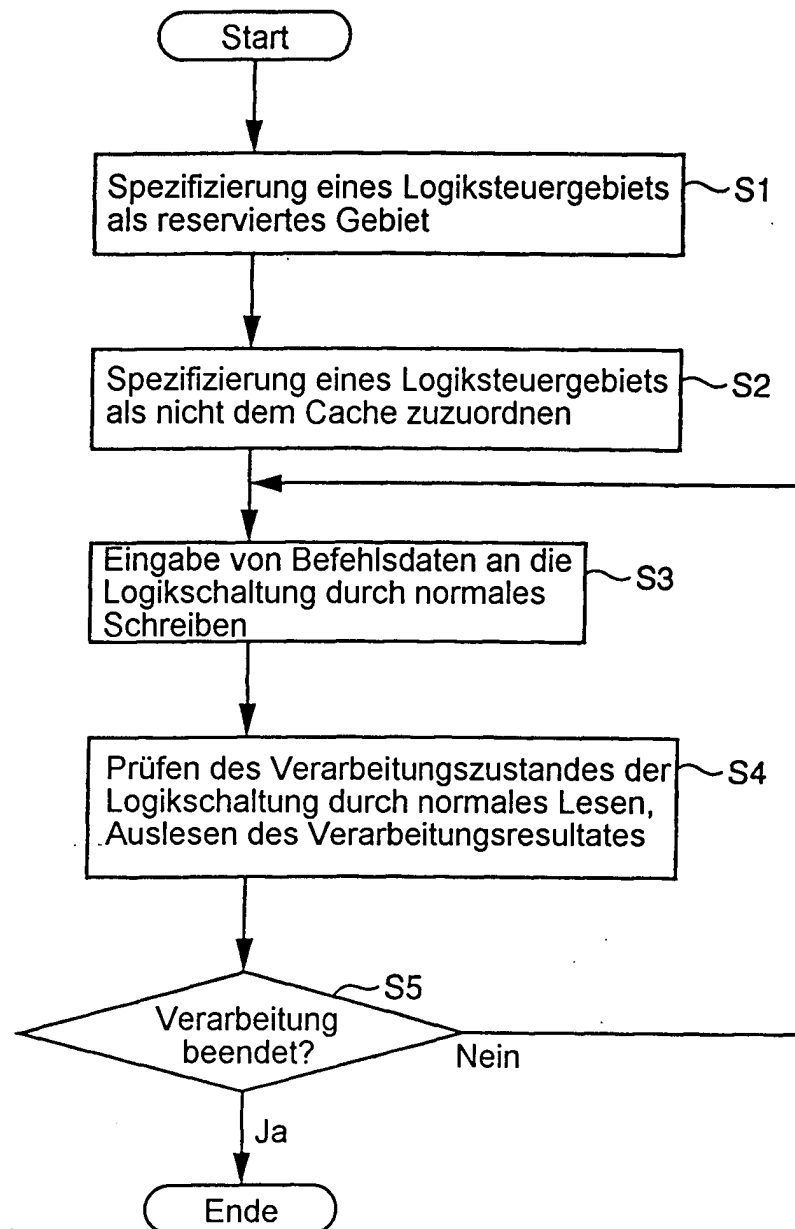 Start
Spezifizierung eines Logiksteuergebiets
als reserviertes Gebiet
S1
Spezifizierung eines Logiksteuergebiets
als nicht dem Cache zuzuordnen
S2
Eingabe von Befehlsdaten an die
Logikschaltung durch normales
Schreiben
S3
Prüfen des Verarbeitungszustandes der
Logikschaltung durch normales Lesen,
Auslesen des Verarbeitungsresultates
S4
S5
Verarbeitung
beendet?
Nein
Ja
Ende